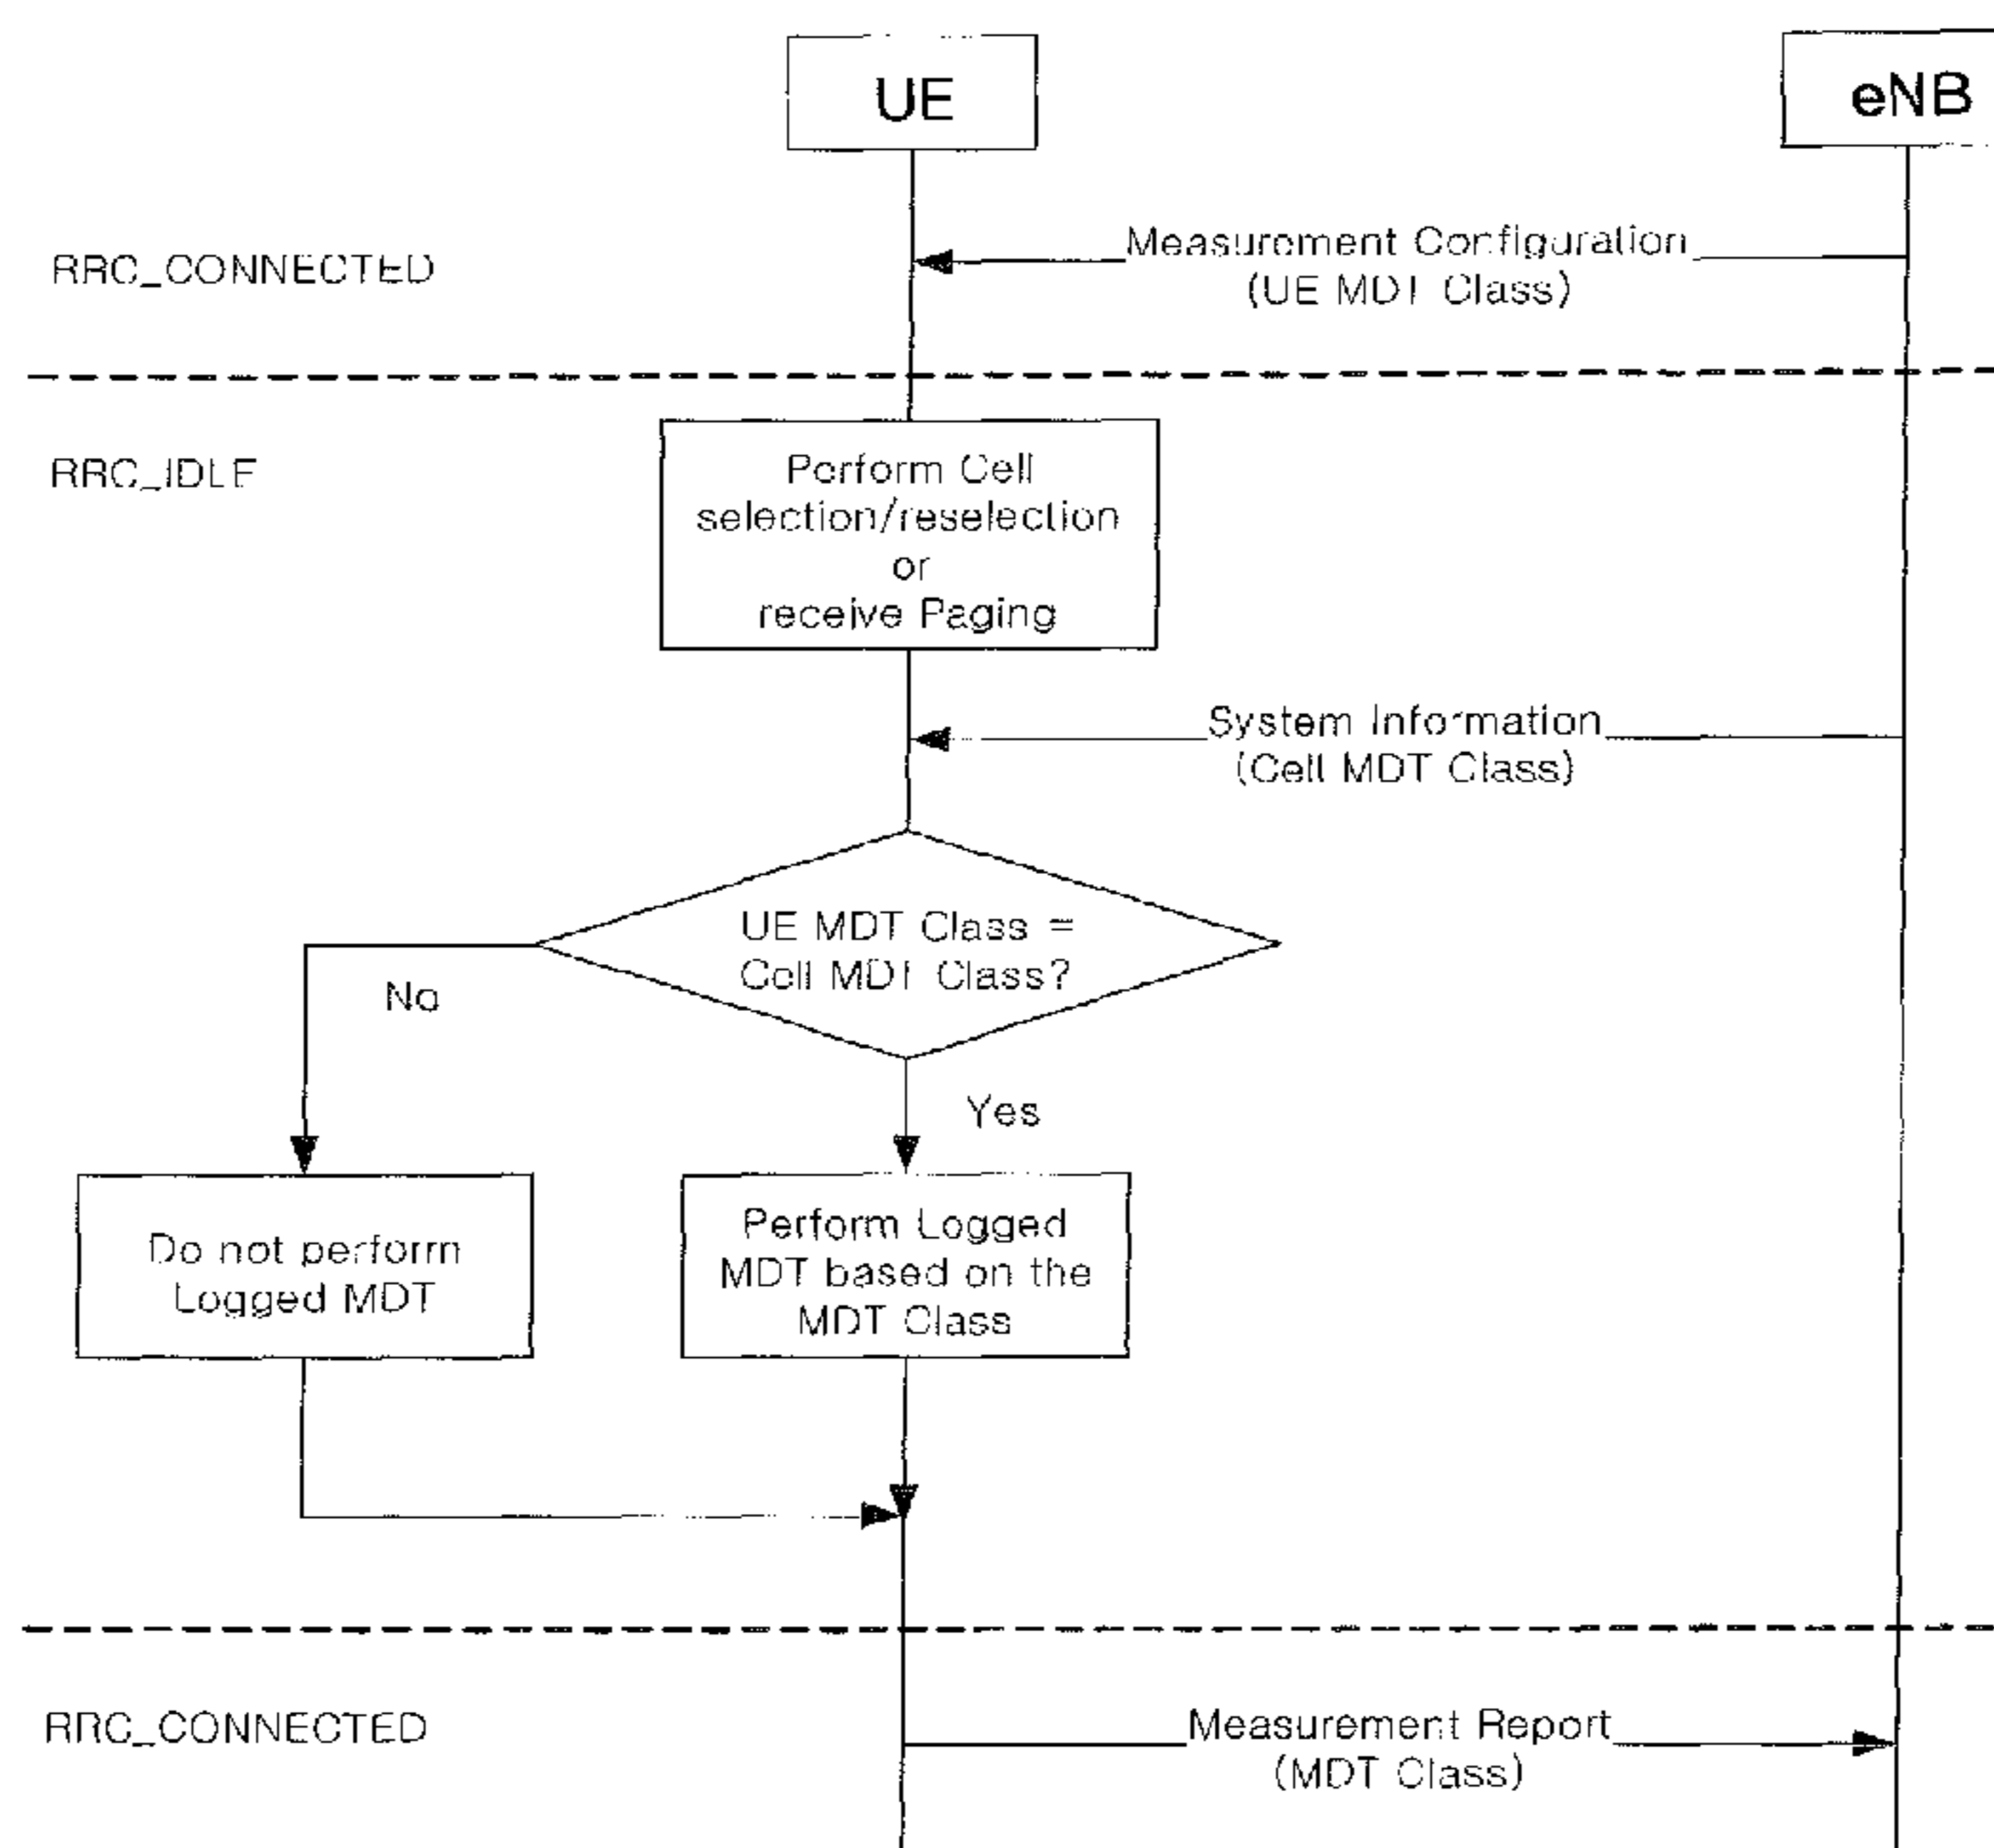 UE
eNB
Measurement Configuration
(UE MDT Class)
RRC_CONNECTED
RRC_IDLE
Perform Cell
selection/reselection
or
receive Paging
System Information
(Cell MDT Class)
UE MDT Class =
Cell MDT Class?
No
Yes
Do not perform
Logged MDT
Perform Logged
MDT based on the
MDT Class
RRC_CONNECTED
Measurement Report
(MDT Class)